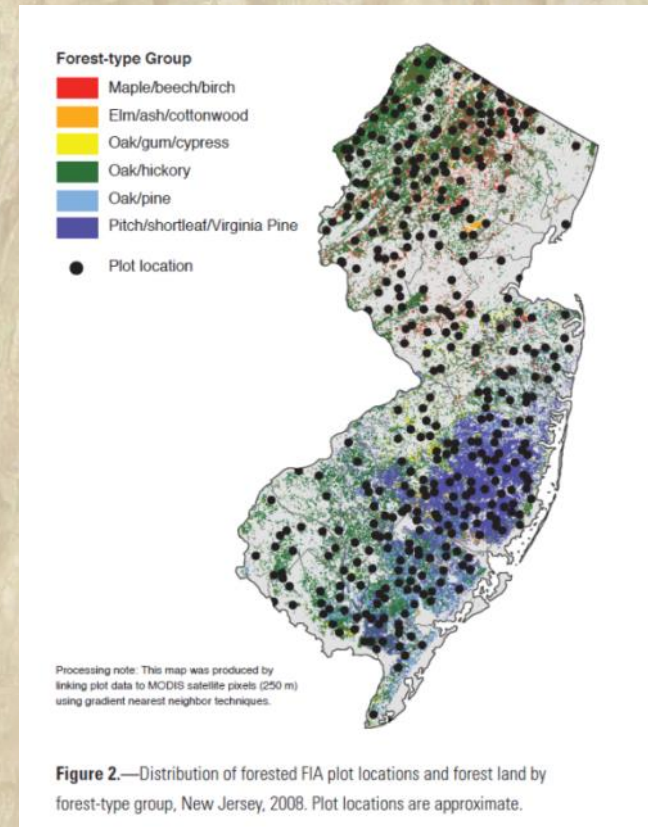 Forest-type Group
Maple/beech/birch
Elm/ash/cottonwood
Oak/gum/cypress
Oak/hickory
Oak/pine
Pitch/shortleaf/Virginia Pine
Plot location
Processing note: This map was produced by
linking plot data to MODIS satellite pixels (250 m)
using gradient nearest neighbor techniques.
Figure 2.—Distribution of forested FIA plot locations and forest land by
forest-type group, New Jersey, 2008. Plot locations are approximate.